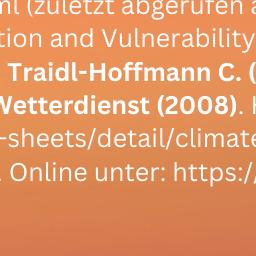 ml (zuletzt abgerufen a
tion and Vulnerability
Traidl-Hoffmann C. (
Wetterdienst (2008). H
-sheets/detail/climate
. Online unter: https:/